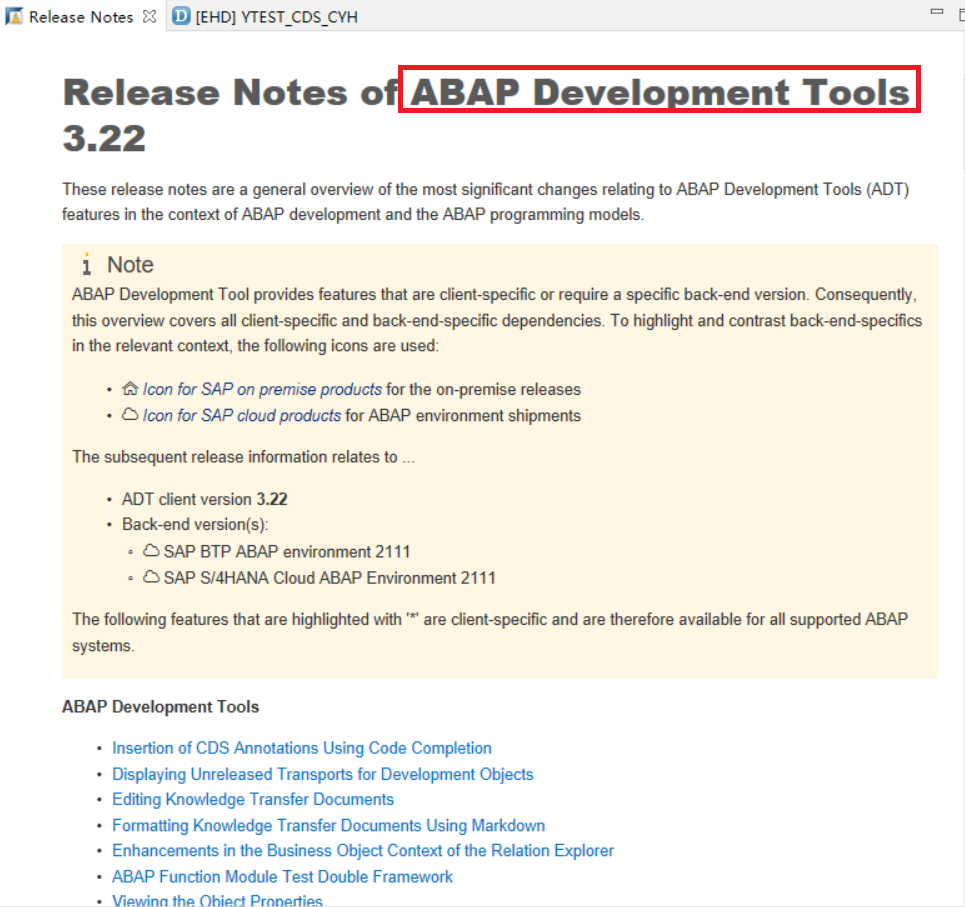 Release Notes
[EHD] YTEST_CDS_CYH
Release Notes of ABAP Development Tools
3.22
These release notes are a general overview of the most significant changes relating to ABAP Development Tools (ADT)
features in the context of ABAP development and the ABAP programming models.
Note
ABAP Development Tool provides features that are client-specific or require a specific back-end version. Consequently,
this overview covers all client-specific and back-end-specific dependencies. To highlight and contrast back-end-specifics
in the relevant context, the following icons are used:
• Icon for SAP on premise products for the on-premise releases
• Icon for SAP cloud products for ABAP environment shipments
The subsequent release information relates to ...
• ADT client version 3.22
• Back-end version(s):
◦ SAP BTP ABAP environment 2111
◦ SAP S/4HANA Cloud ABAP Environment 2111
The following features that are highlighted with '*' are client-specific and are therefore available for all supported ABAP
systems.
ABAP Development Tools
• Insertion of CDS Annotations Using Code Completion
• Displaying Unreleased Transports for Development Objects
• Editing Knowledge Transfer Documents
• Formatting Knowledge Transfer Documents Using Markdown
• Enhancements in the Business Object Context of the Relation Explorer
• ABAP Function Module Test Double Framework
• Viewing the Object Properties